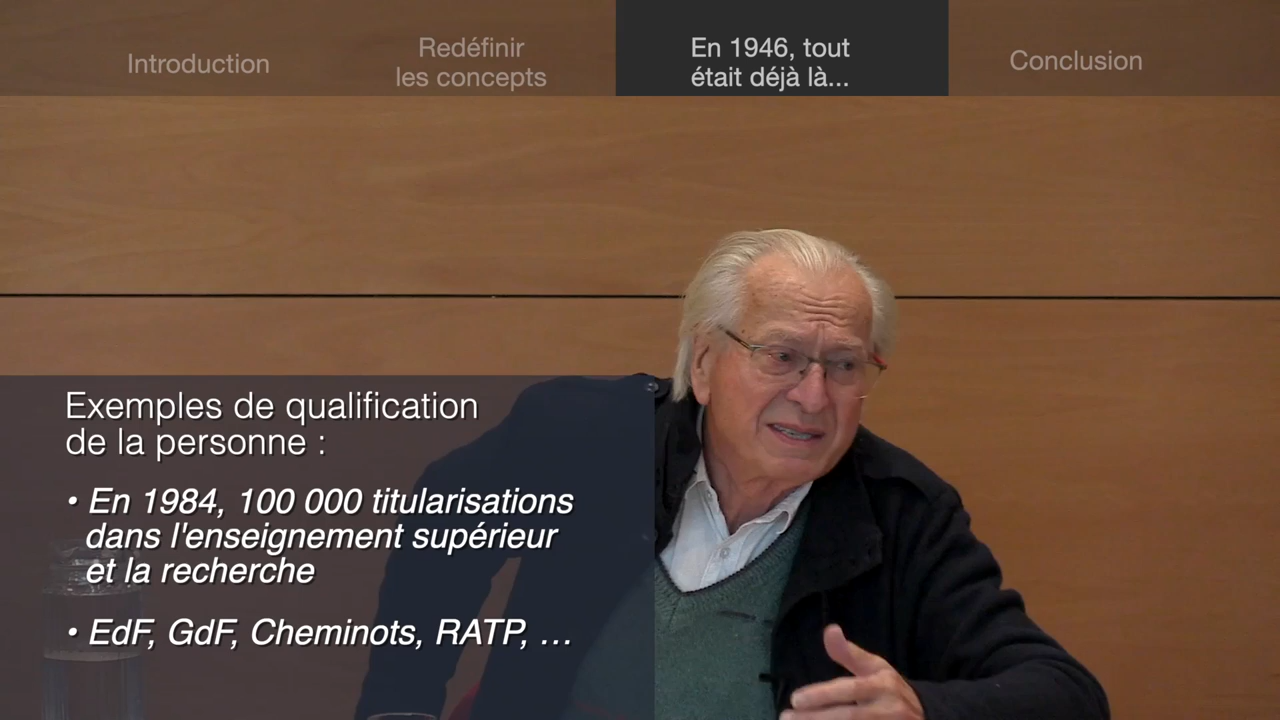 Introduction
Redéfinir
les concepts
En 1946, tout
était déjà là...
Conclusion
Exemples de qualification
de la personne :
• En 1984, 100 000 titularisations
dans l'enseignement supérieur
et la recherche
• EdF, GdF, Cheminots, RATP, ...